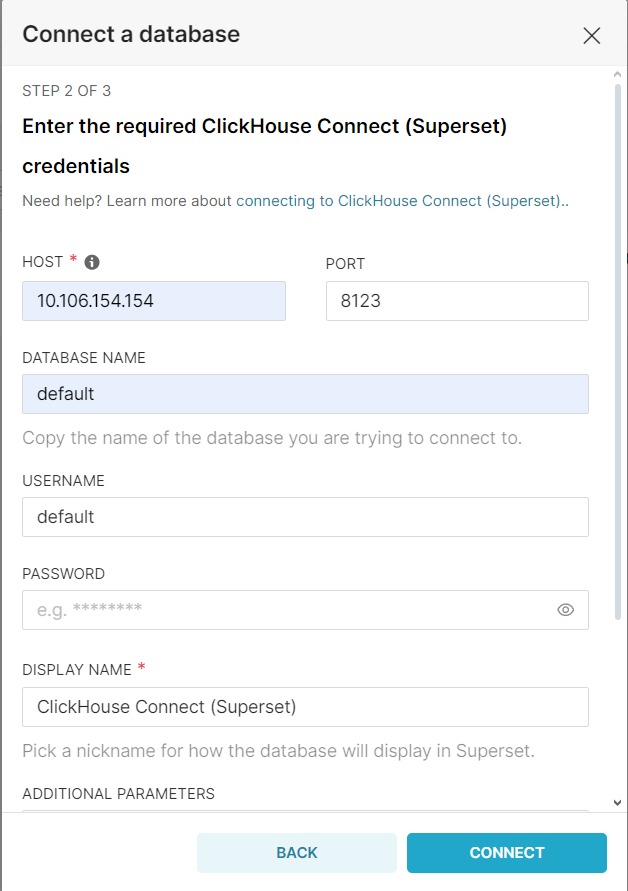 Connect a database
STEP 2 OF 3
Enter the required ClickHouse Connect (Superset)
credentials
Need help? Learn more about connecting to ClickHouse Connect (Superset)..
HOST *
PORT
10.106.154.154
8123
DATABASE NAME
default
Copy the name of the database you are trying to connect to.
USERNAME
default
PASSWORD
e.g. ********
DISPLAY NAME *
ClickHouse Connect (Superset)
Pick a nickname for how the database will display in Superset.
ADDITIONAL PARAMETERS
BACK
CONNECT